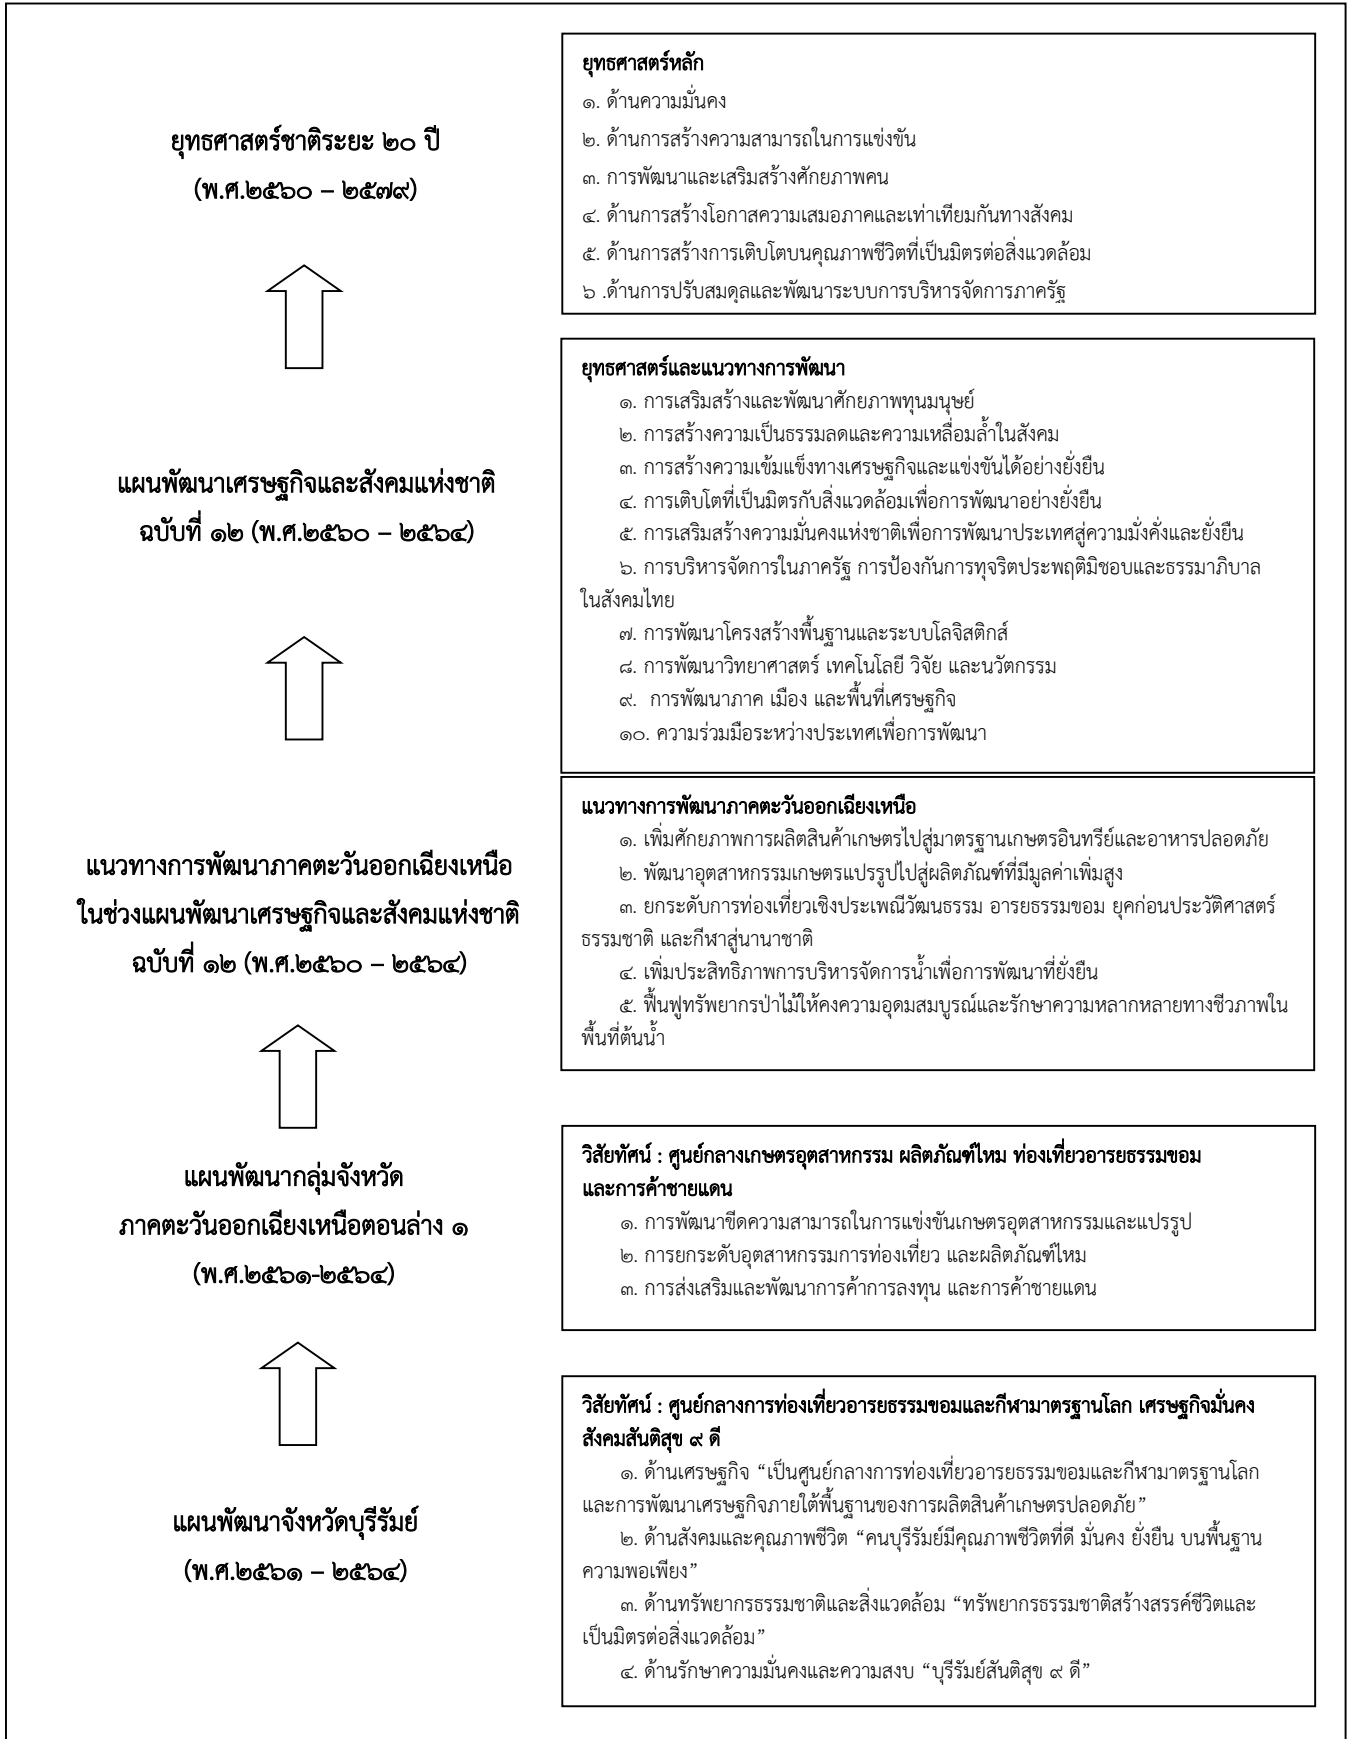 ยุทธศาสตร์ชาติระยะ ๒๐ ปี
(พ.ศ.๒๕๖๐ – ๒๕๗๙)
ยุทธศาสตร์หลัก
๑. ด้านความมั่นคง
๒. ด้านการสร้างความสามารถในการแข่งขัน
๓. การพัฒนาและเสริมสร้างศักยภาพคน
๔. ด้านการสร้างโอกาสความเสมอภาคและเท่าเทียมกันทางสังคม
๕. ด้านการสร้างการเติบโตบนคุณภาพชีวิตที่เป็นมิตรต่อสิ่งแวดล้อม
๖ .ด้านการปรับสมดุลและพัฒนาระบบการบริหารจัดการภาครัฐ
แผนพัฒนาเศรษฐกิจและสังคมแห่งชาติ
ฉบับที่ ๑๒ (พ.ศ.๒๕๖๐ – ๒๕๖๔)
ยุทธศาสตร์และแนวทางการพัฒนา
๑. การเสริมสร้างและพัฒนาศักยภาพทุนมนุษย์
๒. การสร้างความเป็นธรรมลดและความเหลื่อมล้ำในสังคม
๓. การสร้างความเข้มแข็งทางเศรษฐกิจและแข่งขันได้อย่างยั่งยืน
๔. การเติบโตที่เป็นมิตรกับสิ่งแวดล้อมเพื่อการพัฒนาอย่างยั่งยืน
๕. การเสริมสร้างความมั่นคงแห่งชาติเพื่อการพัฒนาประเทศสู่ความมั่งคั่งและยั่งยืน
๖. การบริหารจัดการในภาครัฐ การป้องกันการทุจริตประพฤติมิชอบและธรรมาภิบาล
ในสังคมไทย
๗. การพัฒนาโครงสร้างพื้นฐานและระบบโลจิสติกส์
๘. การพัฒนาวิทยาศาสตร์ เทคโนโลยี วิจัย และนวัตกรรม
๙.  การพัฒนาภาค เมือง และพื้นที่เศรษฐกิจ
๑๐. ความร่วมมือระหว่างประเทศเพื่อการพัฒนา
แนวทางการพัฒนาภาคตะวันออกเฉียงเหนือ
ในช่วงแผนพัฒนาเศรษฐกิจและสังคมแห่งชาติ
ฉบับที่ ๑๒ (พ.ศ.๒๕๖๐ – ๒๕๖๔)
แนวทางการพัฒนาภาคตะวันออกเฉียงเหนือ
๑. เพิ่มศักยภาพการผลิตสินค้าเกษตรไปสู่มาตรฐานเกษตรอินทรีย์และอาหารปลอดภัย
๒. พัฒนาอุตสาหกรรมเกษตรแปรรูปไปสู่ผลิตภัณฑ์ที่มีมูลค่าเพิ่มสูง
๓. ยกระดับการท่องเที่ยวเชิงประเพณีวัฒนธรรม อารยธรรมขอม ยุคก่อนประวัติศาสตร์
ธรรมชาติ และกีฬาสู่นานาชาติ
๔. เพิ่มประสิทธิภาพการบริหารจัดการน้ำเพื่อการพัฒนาที่ยั่งยืน
๕. ฟื้นฟูทรัพยากรป่าไม้ให้คงความอุดมสมบูรณ์และรักษาความหลากหลายทางชีวภาพใน
พื้นที่ต้นน้ำ
แผนพัฒนากลุ่มจังหวัด
ภาคตะวันออกเฉียงเหนือตอนล่าง ๑
(พ.ศ.๒๕๖๑-๒๕๖๔)
วิสัยทัศน์ : ศูนย์กลางเกษตรอุตสาหกรรม ผลิตภัณฑ์ไหม ท่องเที่ยวอารยธรรมขอม
และการค้าชายแดน
๑. การพัฒนาขีดความสามารถในการแข่งขันเกษตรอุตสาหกรรมและแปรรูป
๒. การยกระดับอุตสาหกรรมการท่องเที่ยว และผลิตภัณฑ์ไหม
๓. การส่งเสริมและพัฒนาการค้าการลงทุน และการค้าชายแดน
แผนพัฒนาจังหวัดบุรีรัมย์
(พ.ศ.๒๕๖๑ – ๒๕๖๔)
วิสัยทัศน์ : ศูนย์กลางการท่องเที่ยวอารยธรรมขอมและกีฬามาตรฐานโลก เศรษฐกิจมั่นคง
สังคมสันติสุข ๙ ดี
๑. ด้านเศรษฐกิจ “เป็นศูนย์กลางการท่องเที่ยวอารยธรรมขอมและกีฬามาตรฐานโลก
และการพัฒนาเศรษฐกิจภายใต้พื้นฐานของการผลิตสินค้าเกษตรปลอดภัย”
๒. ด้านสังคมและคุณภาพชีวิต “คนบุรีรัมย์มีคุณภาพชีวิตที่ดี มั่นคง ยั่งยืน บนพื้นฐาน
ความพอเพียง”
๓. ด้านทรัพยากรธรรมชาติและสิ่งแวดล้อม “ทรัพยากรธรรมชาติสร้างสรรค์ชีวิตและ
เป็นมิตรต่อสิ่งแวดล้อม”
๔. ด้านรักษาความมั่นคงและความสงบ “บุรีรัมย์สันติสุข ๙ ดี”